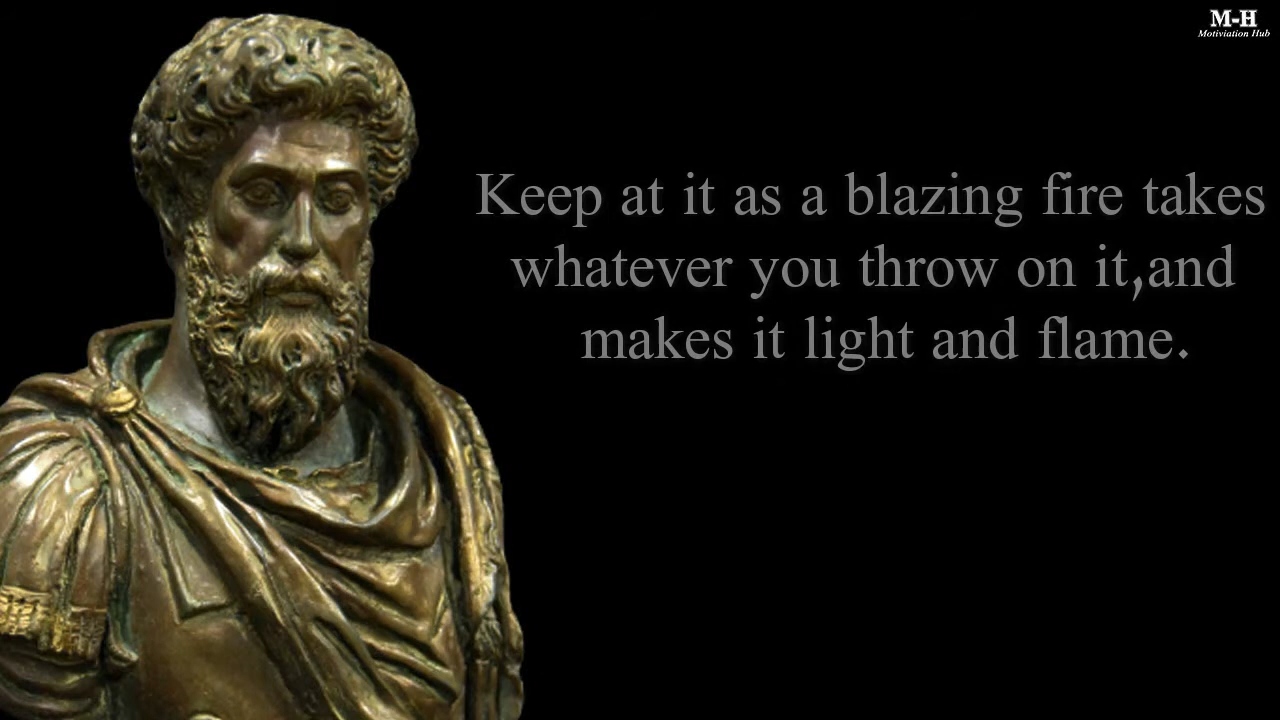 M-H
Motiviation Hub
Keep at it as a blazing fire takes
whatever you throw on it,and
makes it light and flame.